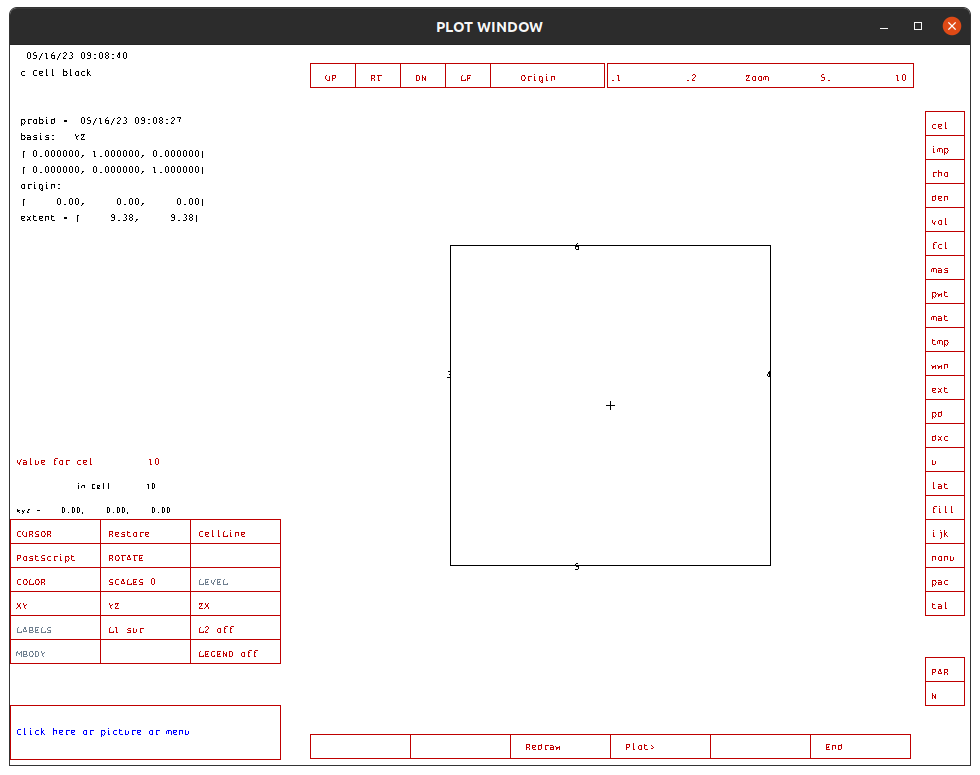 PLOT WINDOW
05/16/23 09:08:40
c Cell block
probid = 05/16/23 09:08:27
basis: YZ
( 0.000000, 1.000000, 0.000000)
( 0.000000, 0.000000, 1.000000)
origin:
( 0.00, 0.00, 0.00)
extent = ( 9.38, 9.38)
UP RT DN LF Origin .1 .2 Zoom 5. 10
cel
imp
rho
den
vol
fcl
mas
pwt
mat
tmp
wwn
ext
pd
dxc
u
lat
fill
ijk
nonu
pac
tal
PAR
N
6
3
4
5
Value for cel 10
in Cell 10
xyz = 0.00, 0.00, 0.00
CURSOR Restore CellLine
PostScript ROTATE
COLOR SCALES 0 LEVEL
XY YZ ZX
LABELS L1 sur L2 off
MBODY LEGEND off
Click here or picture or menu
Redraw Plot> End